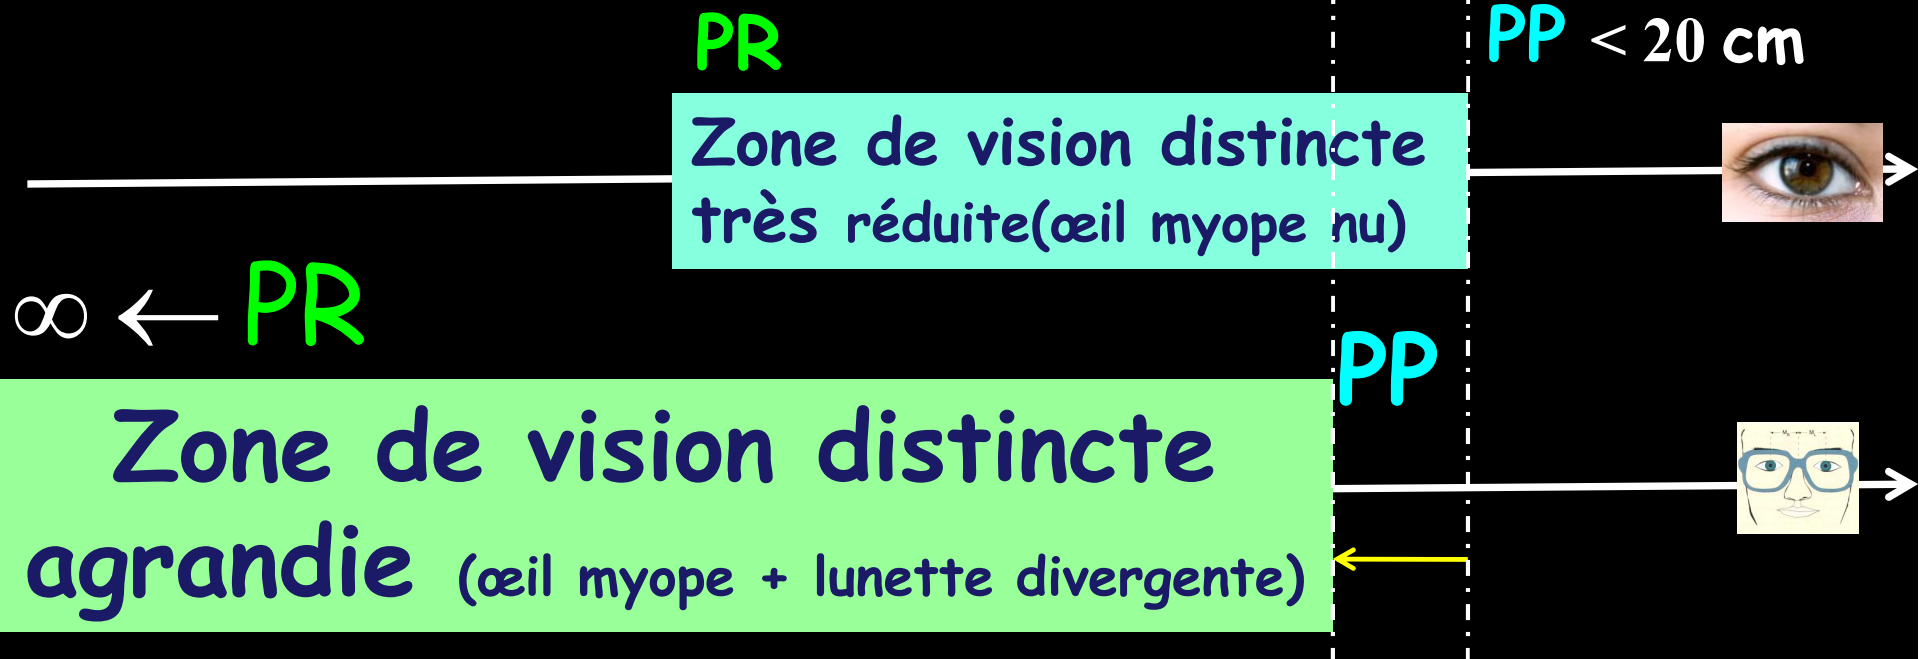 PR
PP < 20 cm
Zone de vision distincte
très réduite(œil myope nu)
∞ ← PR
PP
Zone de vision distincte
agrandie (œil myope + lunette divergente)